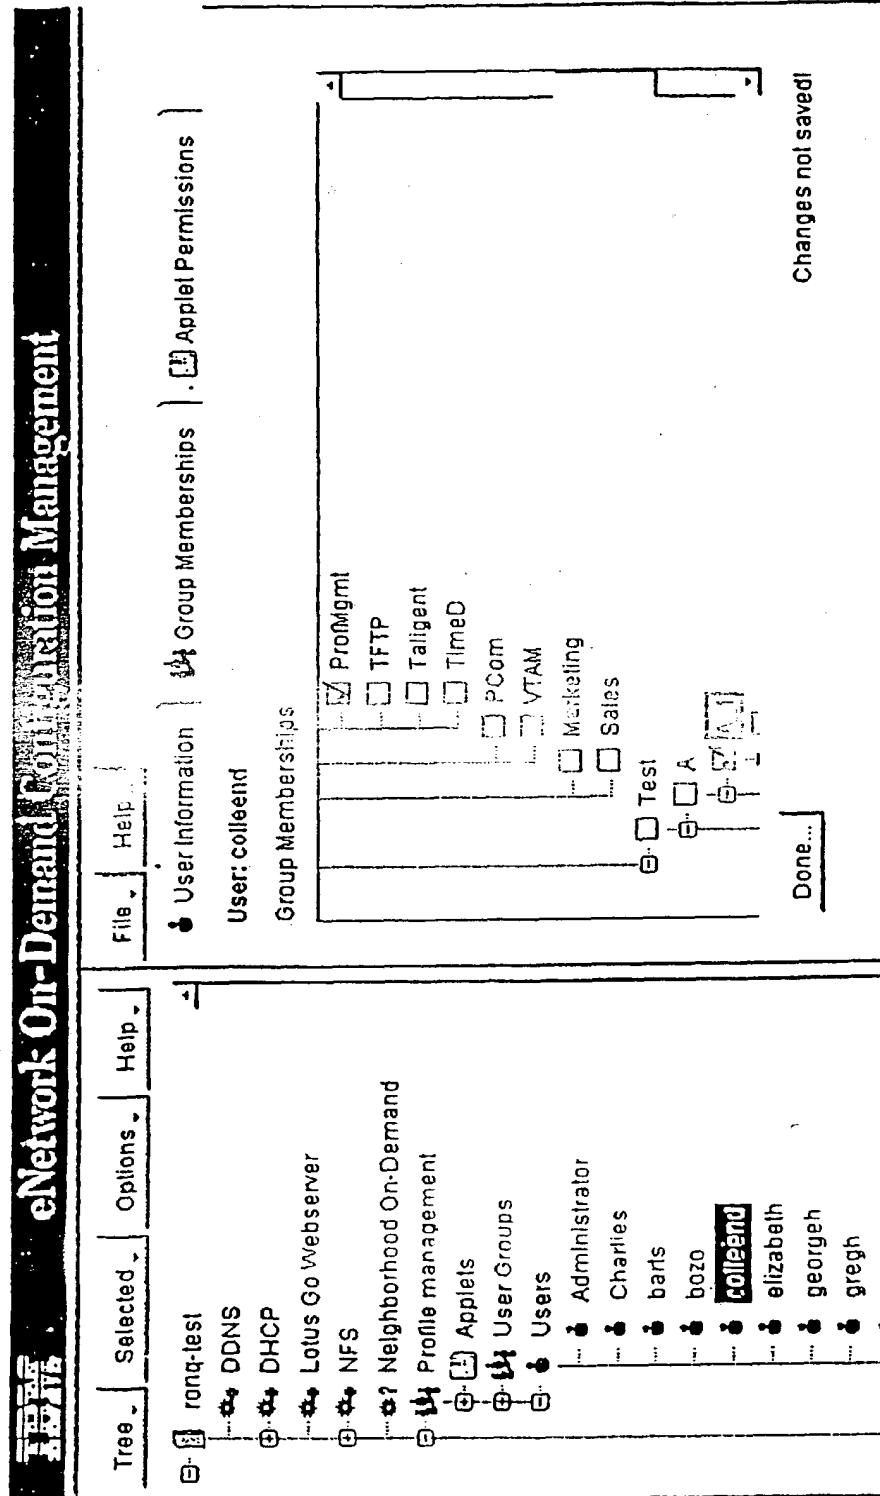 IBM
eNetwork On-Demand Configuration Management
Tree
Selected
Options
Help
ronq-test
DDNS
DHCP
Lotus Go Webserver
NFS
? Neighborhood On-Demand
Profile management
Applets
User Groups
Users
Administrator
Charlies
barts
bozo
colleend
elizabeth
georgeh
gregh
File
Help
User Information
Group Memberships
Applet Permissions
User: colleend
Group Memberships
ProfMgmt
TFTP
Taligent
TimeD
PCom
VTAM
Marketing
Sales
Test
A
A_1
Done...
Changes not saved!